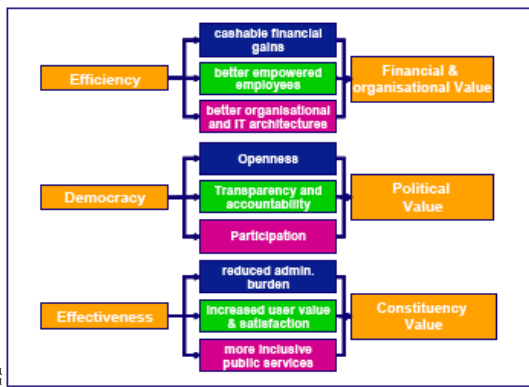 Efficiency
cashable financial
gains
better empowered
employees
better organisational
and IT architectures
Financial &
organisational Value
Democracy
Openness
Transparency and
accountability
Participation
Political
Value
Effectiveness
reduced admin.
burden
increased user value
& satisfaction
more inclusive
public services
Constituency
Value